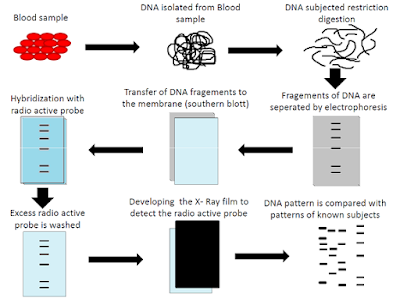 Blood sample
DNA isolated from Blood
sample
DNA subjected restriction
digestion
Hybridization with
radio active probe
Transfer of DNA fragements to
the membrane (southern blott)
Fragments of DNA are
seperated by electrophoresis
Excess radio active
probe is washed
Developing the X- Ray film to
detect the radio active probe
DNA pattern is compared with
patterns of known subjects